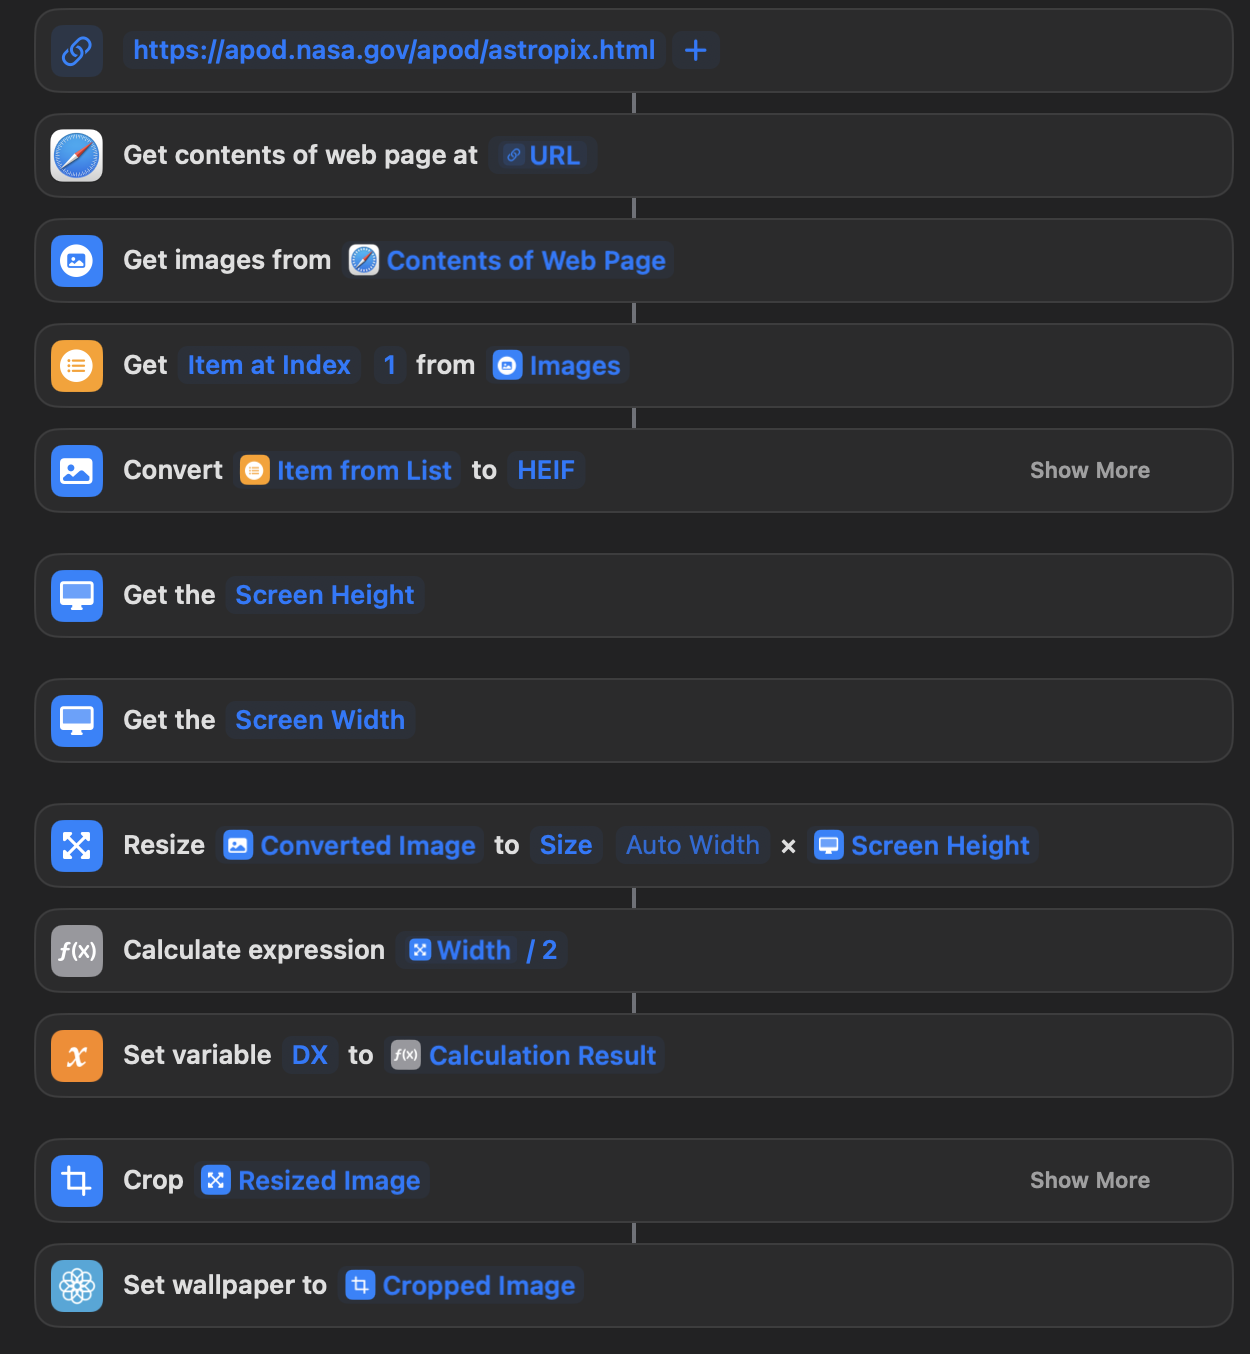 https://apod.nasa.gov/apod/astropix.html +
Get contents of web page at URL
Get images from Contents of Web Page
Get Item at Index 1 from Images
Convert Item from List to HEIF Show More
Get the Screen Height
Get the Screen Width
Resize Converted Image to Size Auto Width × Screen Height
f(x) Calculate expression Width / 2
x Set variable DX to f(x) Calculation Result
Crop Resized Image Show More
Set wallpaper to Cropped Image